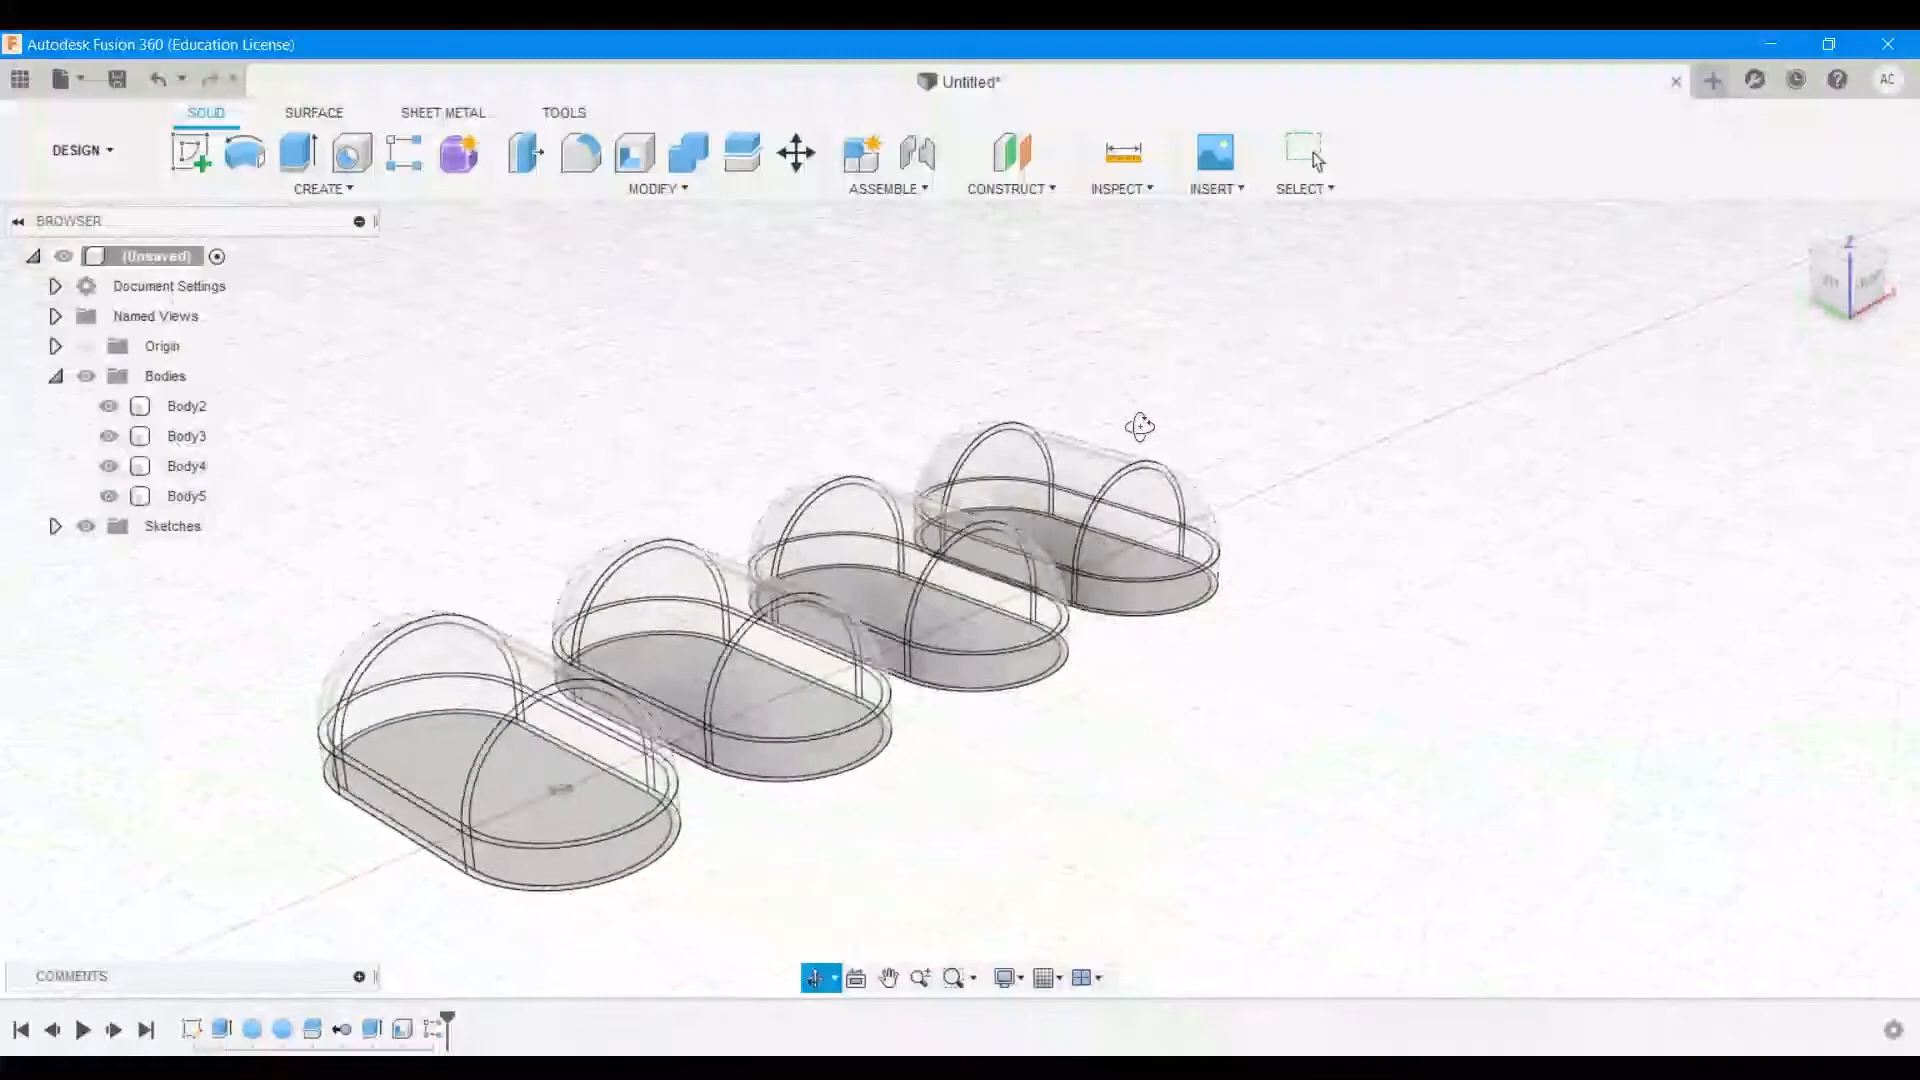 Autodesk Fusion 360 (Education License)
Untitled*
AC
SOLID SURFACE SHEET METAL TOOLS
DESIGN
CREATE MODIFY ASSEMBLE CONSTRUCT INSPECT INSERT SELECT
BROWSER
(Unsaved)
Document Settings
Named Views
Origin
Bodies
Body2
Body3
Body4
Body5
Sketches
Z
COMMENTS